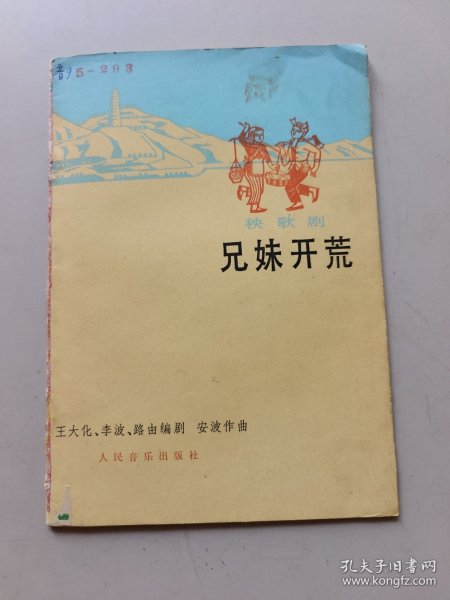 音95-293
秧歌剧
兄妹开荒
王大化、李波、路由编剧 安波作曲
人民音乐出版社
孔夫子旧书网
www.kongfz.com